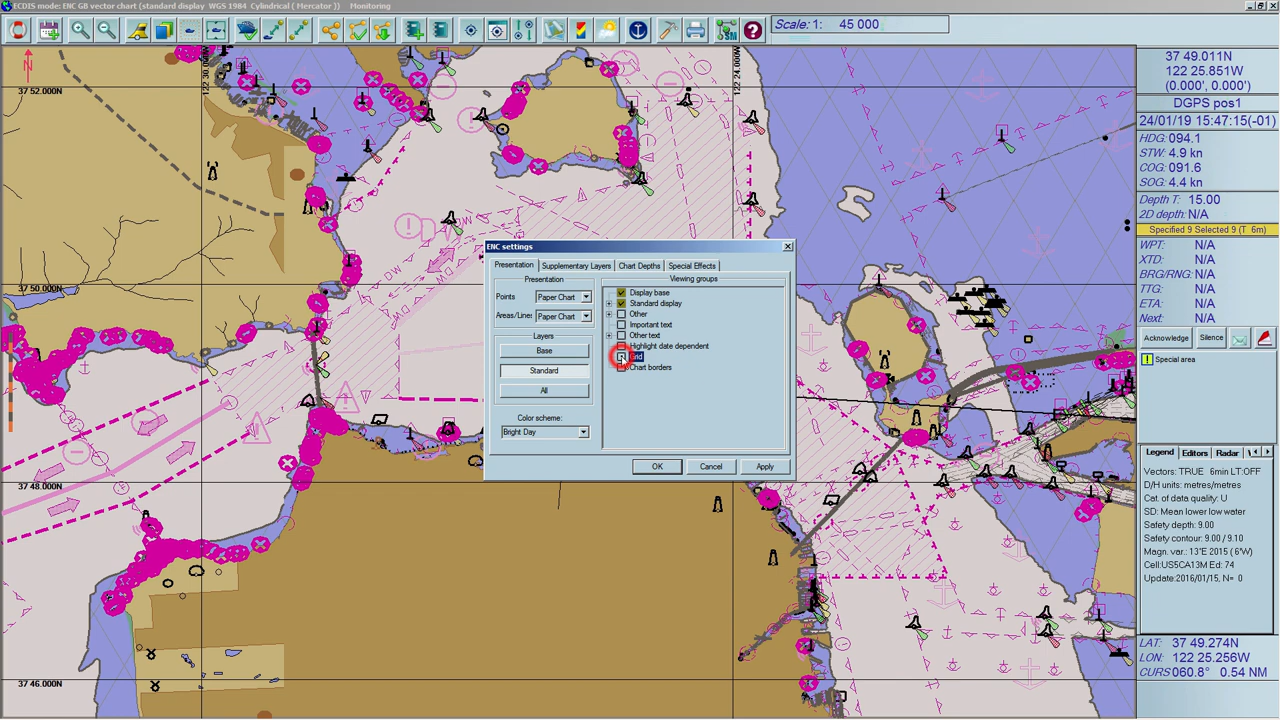 ECDIS mode: ENC GB vector chart (standard display WGS 1984 Cylindrical ( Mercator )) Monitoring
Scale: 1: 45 000
122 24.000W
37 52.000N
37 50.000N
37 48.000N
37 46.000N
DW
ENC settings
Presentation
Supplementary Layers
Chart Depths
Special Effects
Presentation
Points
Paper Chart
Areas/Lines
Paper Chart
Layers
Base
Standard
All
Color scheme:
Bright Day
Viewing groups
Display base
Standard display
Other
Important text
Other text
Highlight date dependent
Grid
Chart borders
OK
Cancel
Apply
37 49.011N
122 25.851W
(0.000', 0.000')
DGPS pos1
24/01/19 15:47:15(-01)
HDG: 094.1
STW: 4.9 kn
COG: 091.6
SOG: 4.4 kn
Depth T: 15.00
2D depth: N/A
Specified 9 Selected 9 (T 6m)
WPT: N/A
XTD: N/A
BRG/RNG: N/A
TTG: N/A
ETA: N/A
Next: N/A
Acknowledge
Silence
Special area
Legend
Editors
Radar
Vectors: TRUE 6min LT:OFF
D/H units: metres/metres
Cat. of data quality: U
SD: Mean lower low water
Safety depth: 9.00
Safety contour: 9.00 / 9.10
Magn. var.: 13°E 2015 (6'W)
Cell:US5CA13M Ed: 74
Update:2016/01/15, N= 0
LAT: 37 49.274N
LON: 122 25.256W
CURS 060.8° 0.54 NM